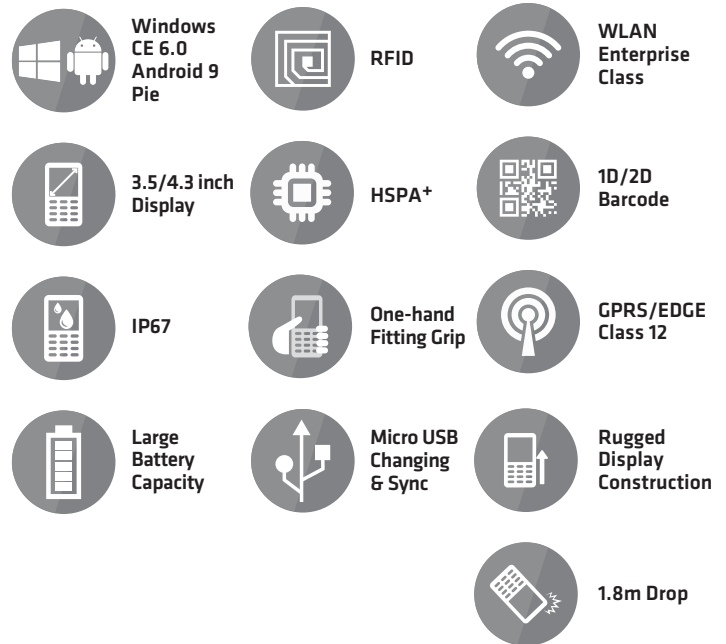 Windows
CE 6.0
Android 9
Pie
RFID
WLAN
Enterprise
Class
3.5/4.3 inch
Display
HSPA+
1D/2D
Barcode
IP67
One-hand
Fitting Grip
GPRS/EDGE
Class 12
Large
Battery
Capacity
Micro USB
Changing
& Sync
Rugged
Display
Construction
1.8m Drop